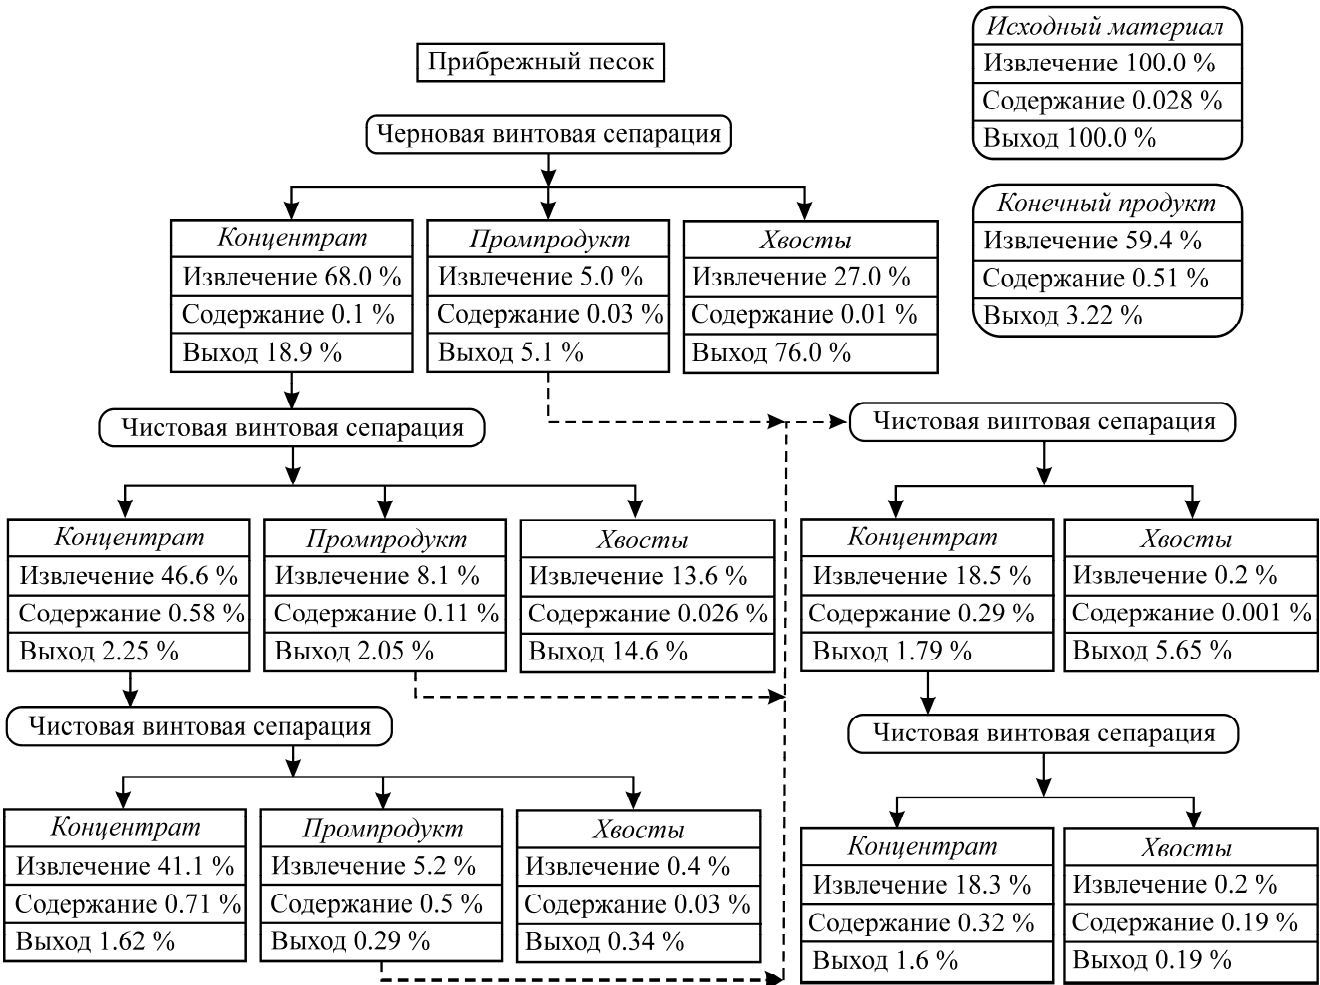 Прибрежный песок
Исходный материал
Извлечение 100.0 %
Содержание 0.028 %
Выход 100.0 %
Черновая винтовая сепарация
Конечный продукт
Извлечение 59.4 %
Содержание 0.51 %
Выход 3.22 %
Концентрат
Извлечение 68.0 %
Содержание 0.1 %
Выход 18.9 %
Промпродукт
Извлечение 5.0 %
Содержание 0.03 %
Выход 5.1 %
Хвосты
Извлечение 27.0 %
Содержание 0.01 %
Выход 76.0 %
Чистовая винтовая сепарация
Чистовая винтовая сепарация
Концентрат
Извлечение 46.6 %
Содержание 0.58 %
Выход 2.25 %
Промпродукт
Извлечение 8.1 %
Содержание 0.11 %
Выход 2.05 %
Хвосты
Извлечение 13.6 %
Содержание 0.026 %
Выход 14.6 %
Концентрат
Извлечение 18.5 %
Содержание 0.29 %
Выход 1.79 %
Хвосты
Извлечение 0.2 %
Содержание 0.001 %
Выход 5.65 %
Чистовая винтовая сепарация
Чистовая винтовая сепарация
Концентрат
Извлечение 41.1 %
Содержание 0.71 %
Выход 1.62 %
Промпродукт
Извлечение 5.2 %
Содержание 0.5 %
Выход 0.29 %
Хвосты
Извлечение 0.4 %
Содержание 0.03 %
Выход 0.34 %
Концентрат
Извлечение 18.3 %
Содержание 0.32 %
Выход 1.6 %
Хвосты
Извлечение 0.2 %
Содержание 0.19 %
Выход 0.19 %